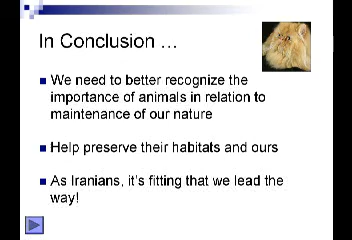 In Conclusion ...
We need to better recognize the
importance of animals in relation to
maintenance of our nature
Help preserve their habitats and ours
As Iranians, it's fitting that we lead the
way!